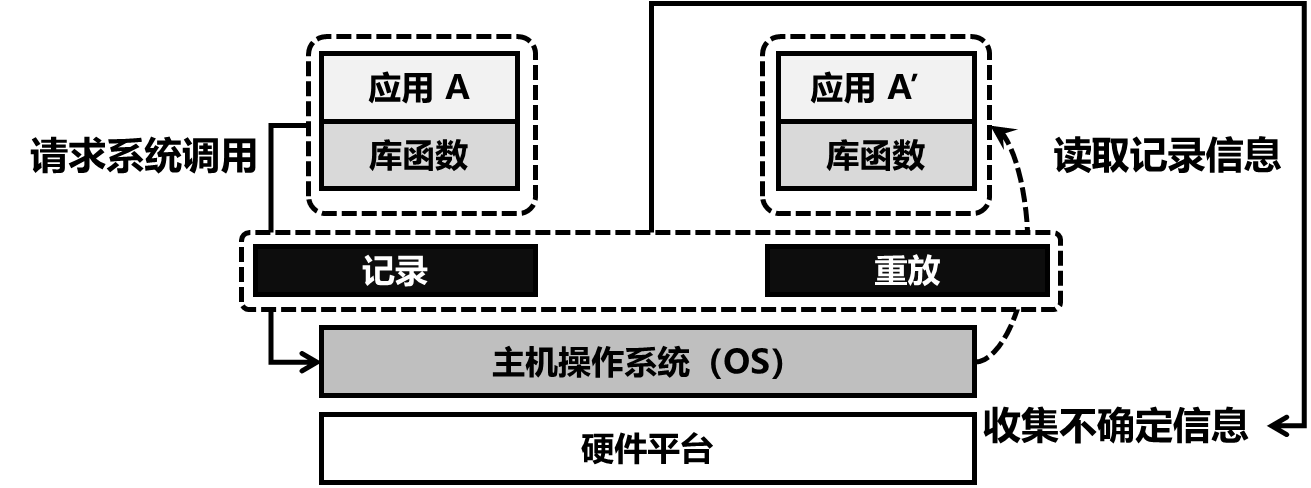 应用 A
库函数
应用 A’
库函数
请求系统调用
读取记录信息
记录
重放
主机操作系统（OS）
硬件平台
收集不确定信息